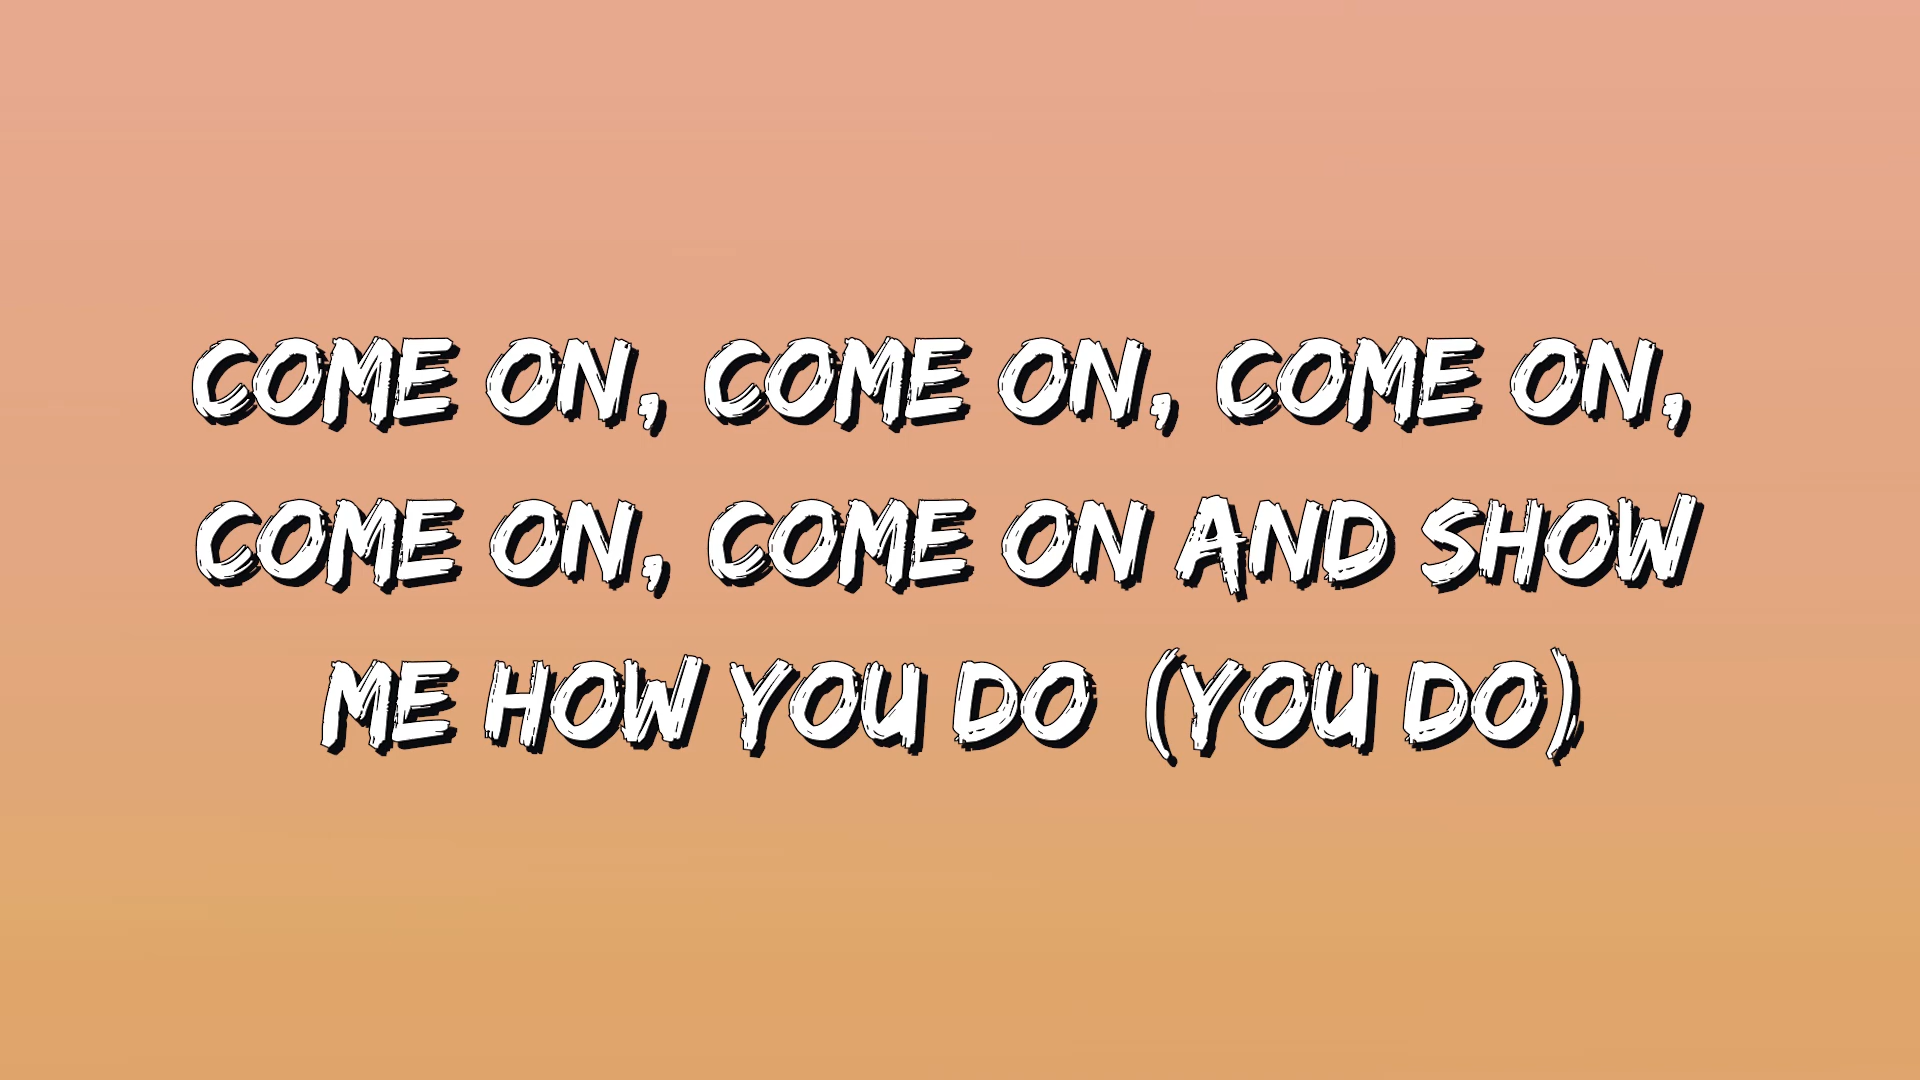 COME ON, COME ON, COME ON,
COME ON, COME ON AND SHOW
ME HOW YOU DO (YOU DO)